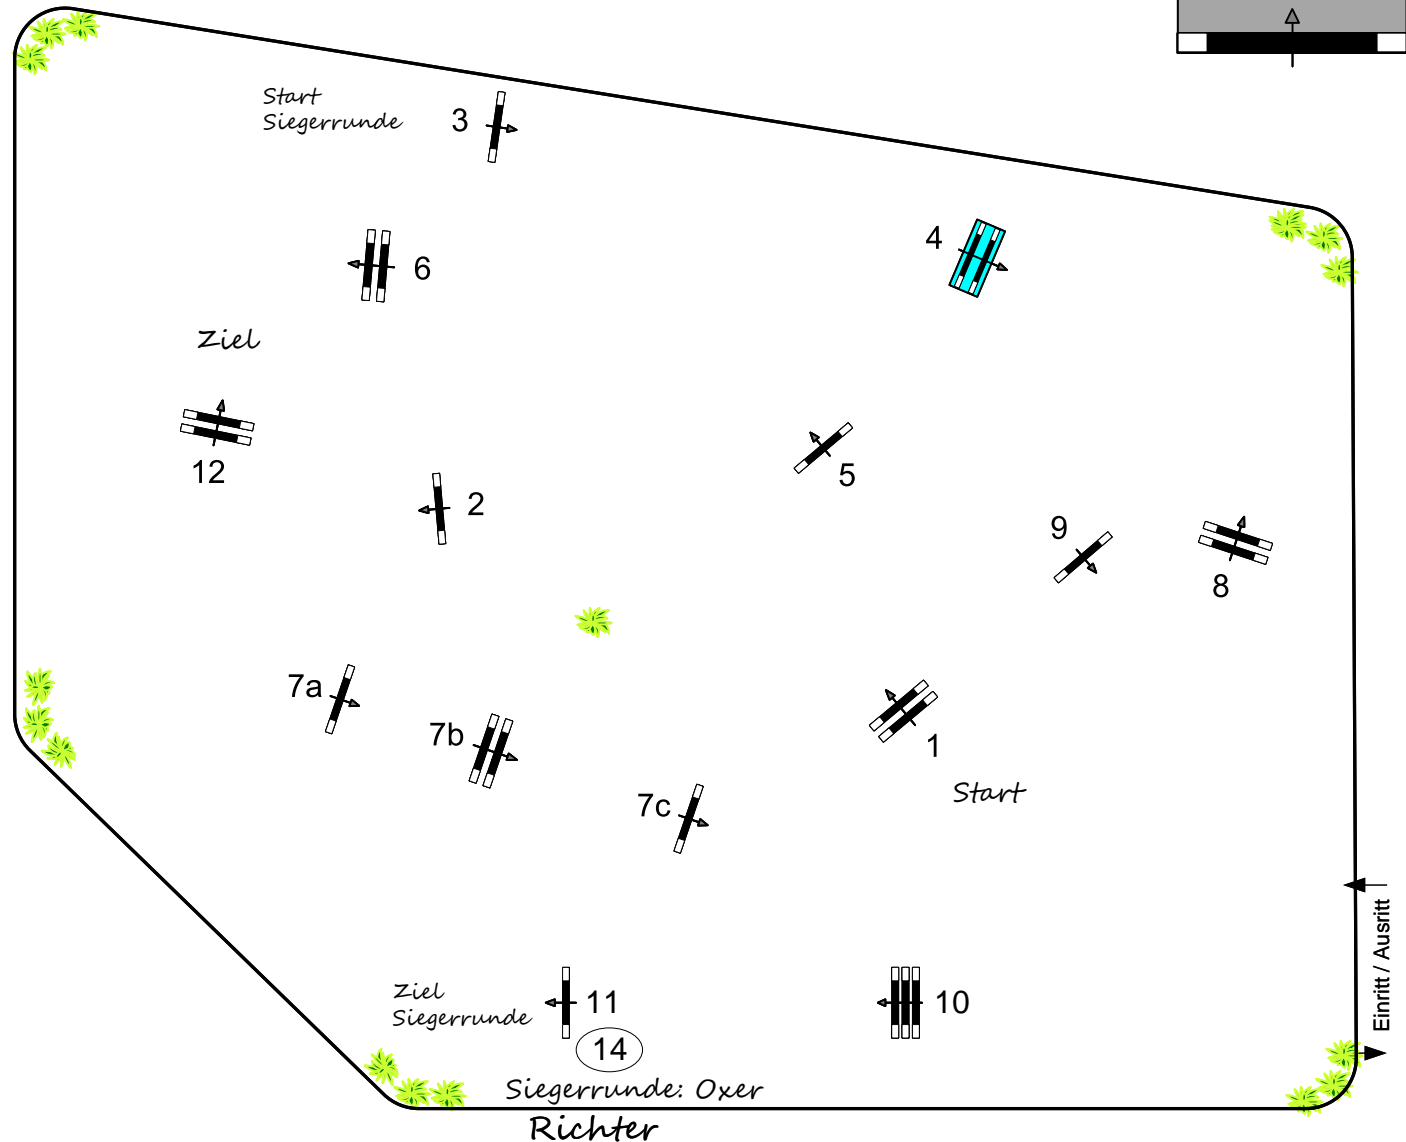 Start
Siegerrunde
3
4
6
Ziel
12
2
5
9
8
7a
7b
1
7c
Start
Einritt / Ausritt
Ziel
Siegerrunde
11
10
14
Siegerrunde: Oxer
Richter